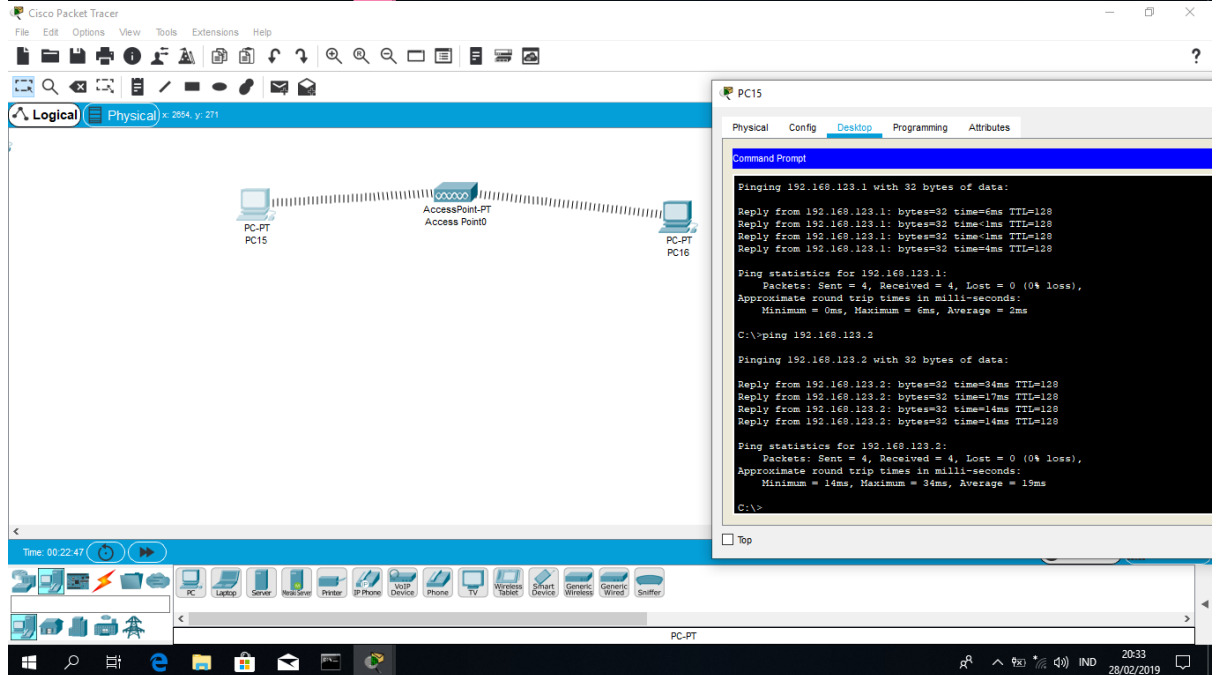 Cisco Packet Tracer
File Edit Options View Tools Extensions Help
?
Logical Physical x: 2654, y: 271
PC-PT
PC15
AccessPoint-PT
Access Point0
PC-PT
PC16
PC15
Physical Config Desktop Programming Attributes
Command Prompt
Pinging 192.168.123.1 with 32 bytes of data:
Reply from 192.168.123.1: bytes=32 time=6ms TTL=128
Reply from 192.168.123.1: bytes=32 time<1ms TTL=128
Reply from 192.168.123.1: bytes=32 time<1ms TTL=128
Reply from 192.168.123.1: bytes=32 time=4ms TTL=128
Ping statistics for 192.168.123.1:
Packets: Sent = 4, Received = 4, Lost = 0 (0% loss),
Approximate round trip times in milli-seconds:
Minimum = 0ms, Maximum = 6ms, Average = 2ms
C:\>ping 192.168.123.2
Pinging 192.168.123.2 with 32 bytes of data:
Reply from 192.168.123.2: bytes=32 time=34ms TTL=128
Reply from 192.168.123.2: bytes=32 time=17ms TTL=128
Reply from 192.168.123.2: bytes=32 time=14ms TTL=128
Reply from 192.168.123.2: bytes=32 time=14ms TTL=128
Ping statistics for 192.168.123.2:
Packets: Sent = 4, Received = 4, Lost = 0 (0% loss),
Approximate round trip times in milli-seconds:
Minimum = 14ms, Maximum = 34ms, Average = 19ms
C:\>
Top
Time: 00:22:47
PC Laptop Server Meraki Server Printer IP Phone VoIP Device Phone TV Wireless Tablet Smart Device Generic Wireless Generic Wired Sniffer
PC-PT
IND
20:33
28/02/2019